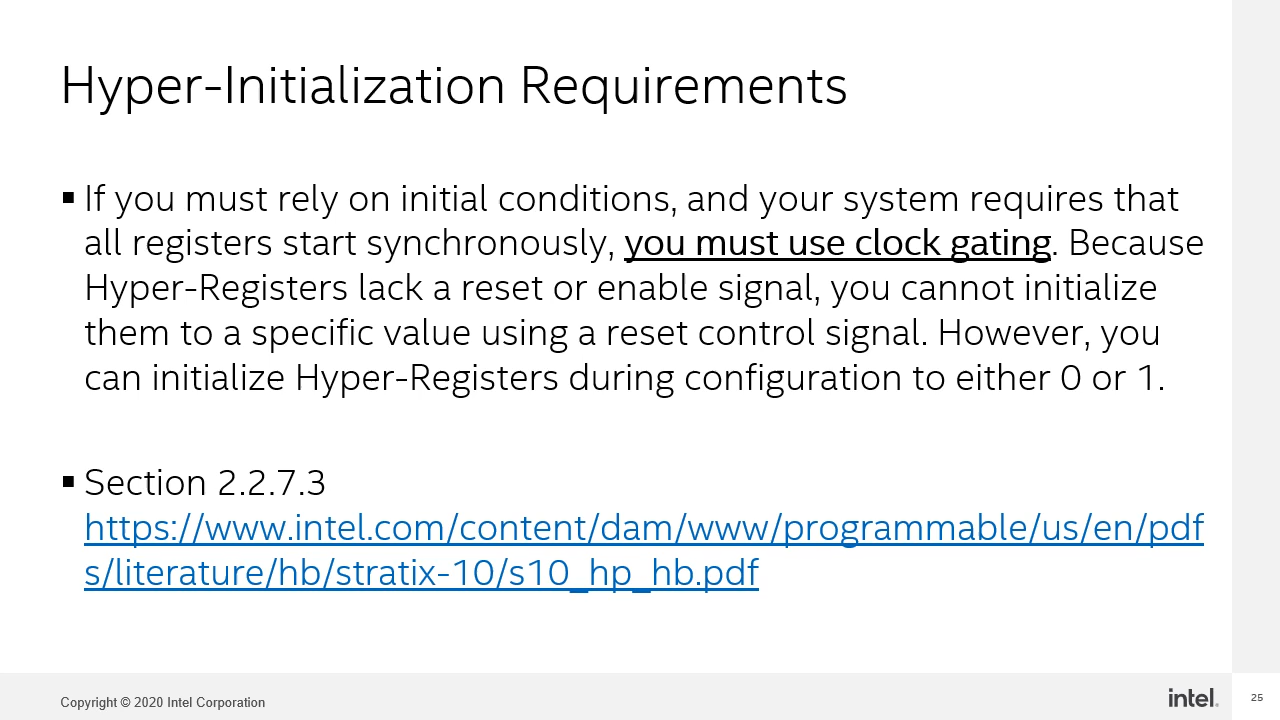 Hyper-Initialization Requirements
▪ If you must rely on initial conditions, and your system requires that
all registers start synchronously, you must use clock gating. Because
Hyper-Registers lack a reset or enable signal, you cannot initialize
them to a specific value using a reset control signal. However, you
can initialize Hyper-Registers during configuration to either 0 or 1.
▪ Section 2.2.7.3
https://www.intel.com/content/dam/www/programmable/us/en/pdf
s/literature/hb/stratix-10/s10_hp_hb.pdf
Copyright © 2020 Intel Corporation
intel.
25